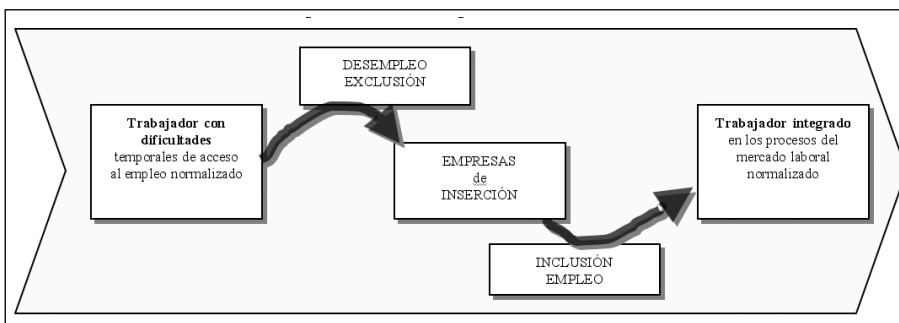 DESEMPLEO
EXCLUSIÓN
Trabajador con
dificultades
temporales de acceso
al empleo normalizado
EMPRESAS
de
INSERCIÓN
Trabajador integrado
en los procesos del
mercado laboral
normalizado
INCLUSIÓN
EMPLEO